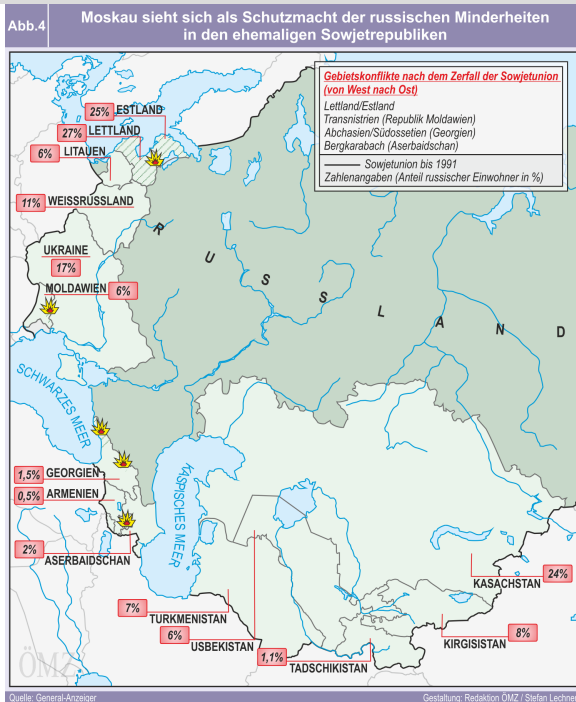 Abb.4
Moskau sieht sich als Schutzmacht der russischen Minderheiten
in den ehemaligen Sowjetrepubliken
Gebietskonflikte nach dem Zerfall der Sowjetunion
(von West nach Ost)
Lettland/Estland
Transnistrien (Republik Moldawien)
Abchasien/Südossetien (Georgien)
Bergkarabach (Aserbaidschan)
Sowjetunion bis 1991
Zahlenangaben (Anteil russischer Einwohner in %)
25% ESTLAND
27% LETTLAND
6% LITAUEN
11% WEISSRUSSLAND
RUSSLAND
UKRAINE
17%
MOLDAWIEN 6%
SCHWARZES MEER
KASPISCHES MEER
1,5% GEORGIEN
0,5% ARMENIEN
2%
ASERBAIDSCHAN
KASACHSTAN 24%
7%
TURKMENISTAN
6%
USBEKISTAN
KIRGISISTAN 8%
1,1%
TADSCHIKISTAN
ÖMZ
Quelle: General-Anzeiger
Gestaltung: Redaktion ÖMZ / Stefan Lechner